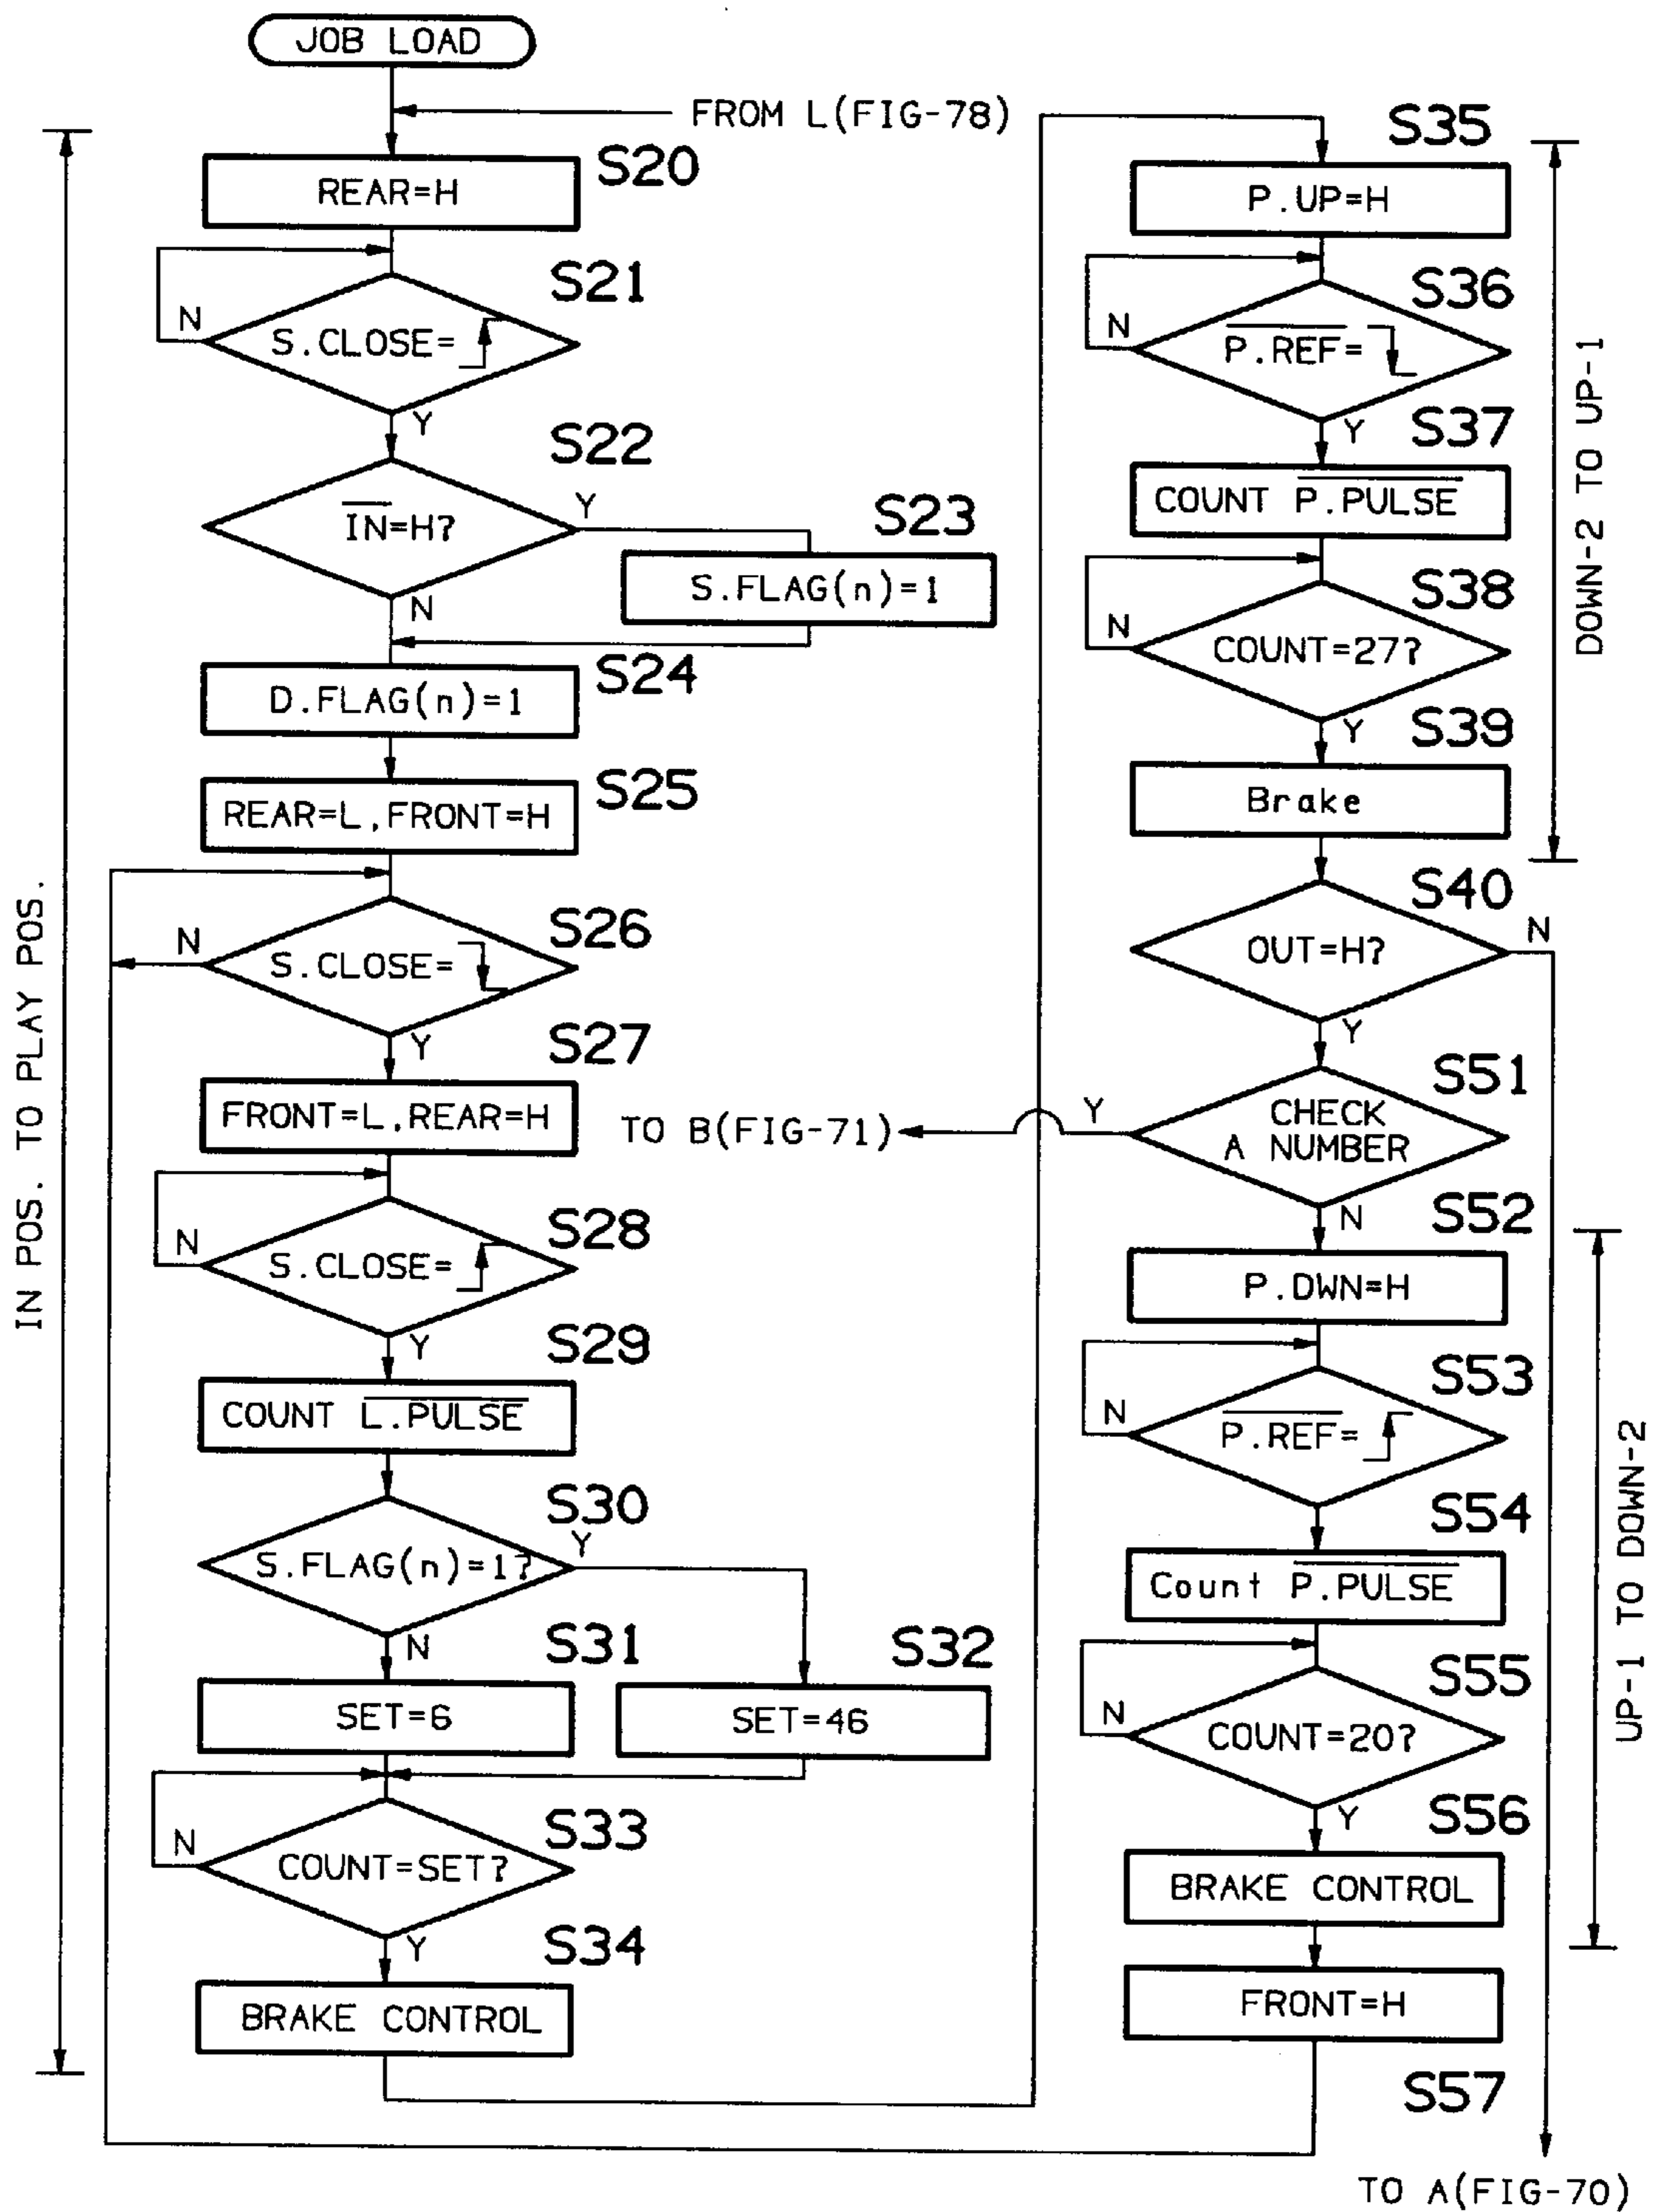 JOB LOAD
FROM L(FIG-78)
IN POS. TO PLAY POS.
S20
REAR=H
S21
S.CLOSE=
N
Y
S22
IN=H?
Y
N
S23
S.FLAG(n)=1
S24
D.FLAG(n)=1
S25
REAR=L,FRONT=H
S26
S.CLOSE=
N
Y
S27
FRONT=L,REAR=H
S28
S.CLOSE=
N
Y
S29
COUNT L.PULSE
S30
S.FLAG(n)=1?
Y
N
S31
SET=6
S32
SET=46
S33
COUNT=SET?
N
Y
S34
BRAKE CONTROL
S35
P.UP=H
S36
P.REF=
N
Y
S37
COUNT P.PULSE
S38
COUNT=27?
N
Y
S39
Brake
DOWN-2 TO UP-1
S40
OUT=H?
N
Y
S51
CHECK
A NUMBER
Y
TO B(FIG-71)
N
S52
P.DWN=H
S53
P.REF=
N
S54
Count P.PULSE
S55
COUNT=20?
N
Y
S56
BRAKE CONTROL
UP-1 TO DOWN-2
FRONT=H
S57
TO A(FIG-70)